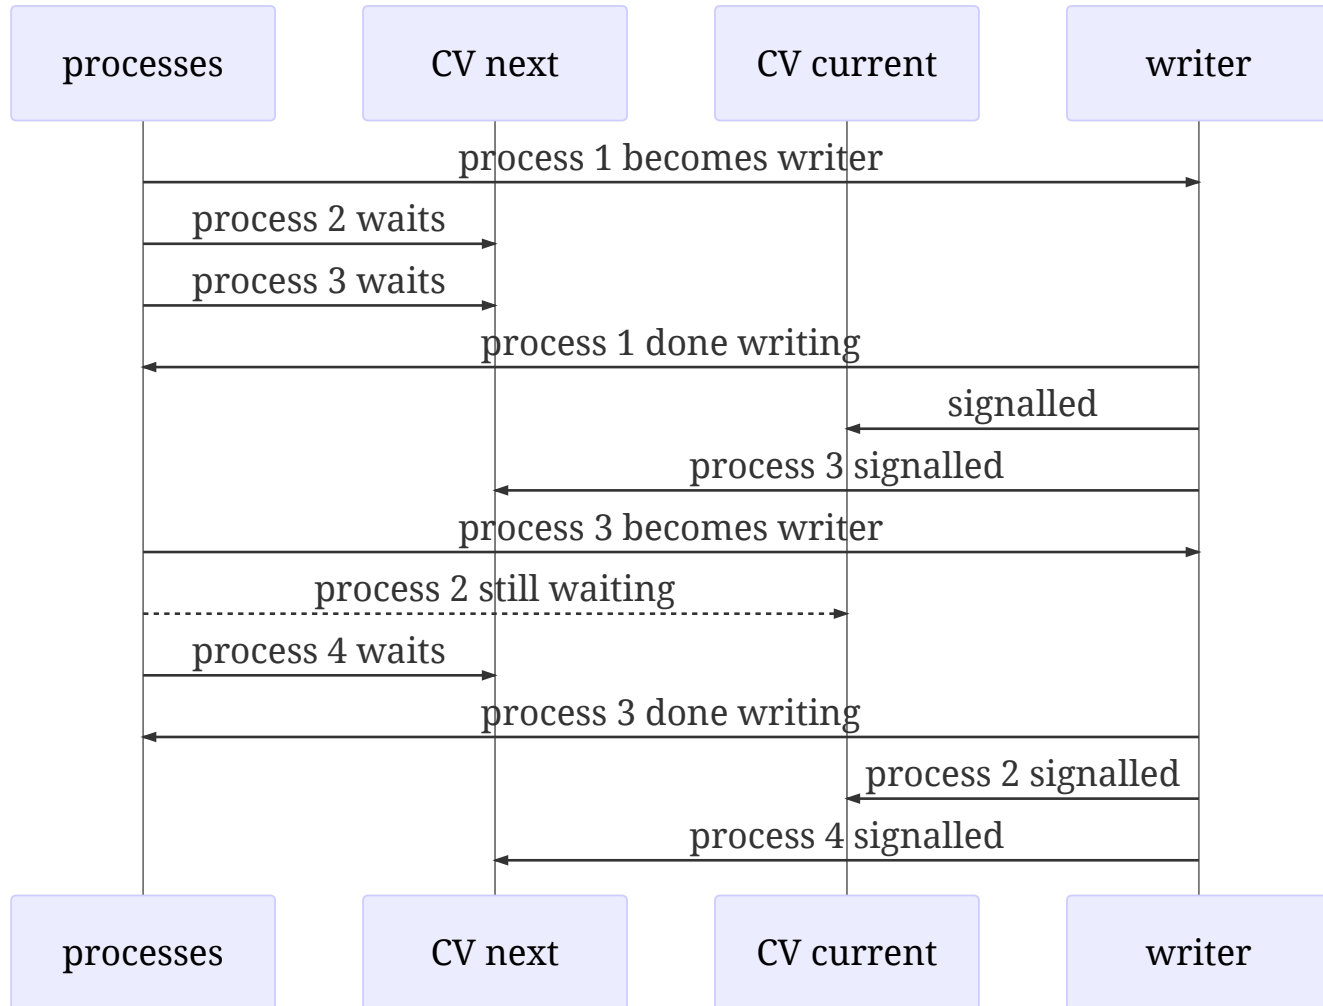 processes
CV next
CV current
writer
process 1 becomes writer
process 2 waits
process 3 waits
process 1 done writing
signalled
process 3 signalled
process 3 becomes writer
process 2 still waiting
process 4 waits
process 3 done writing
process 2 signalled
process 4 signalled
processes
CV next
CV current
writer